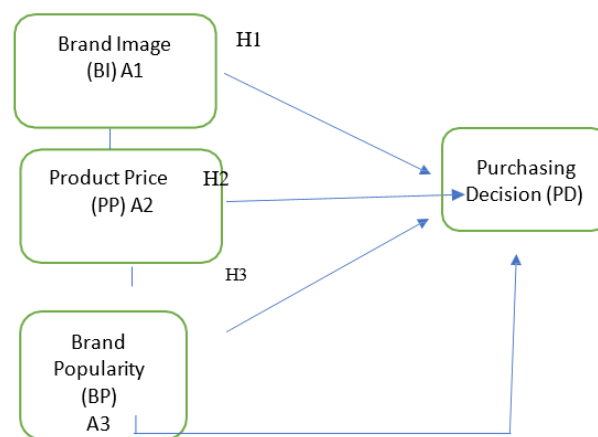 Brand Image
(BI) A1
H1
Product Price
(PP) A2
H2
Purchasing
Decision (PD)
H3
Brand
Popularity
(BP)
A3